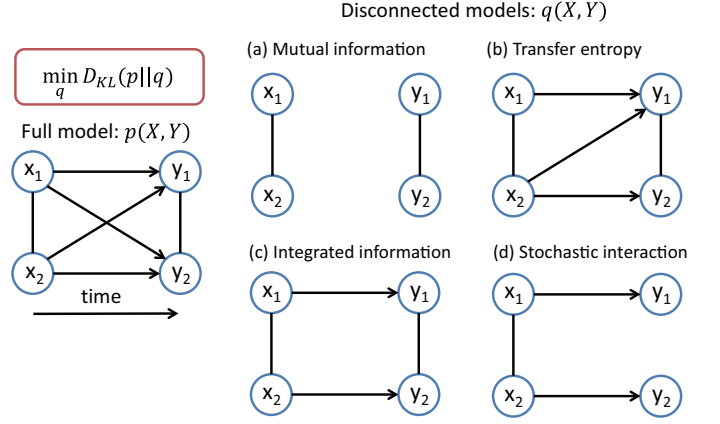 Disconnected models: q(X,Y)
min_q D_KL(p||q)
Full model: p(X,Y)
x₁
y₁
x₂
y₂
time
(a) Mutual information
x₁
y₁
x₂
y₂
(b) Transfer entropy
x₁
y₁
x₂
y₂
(c) Integrated information
x₁
y₁
x₂
y₂
(d) Stochastic interaction
x₁
y₁
x₂
y₂